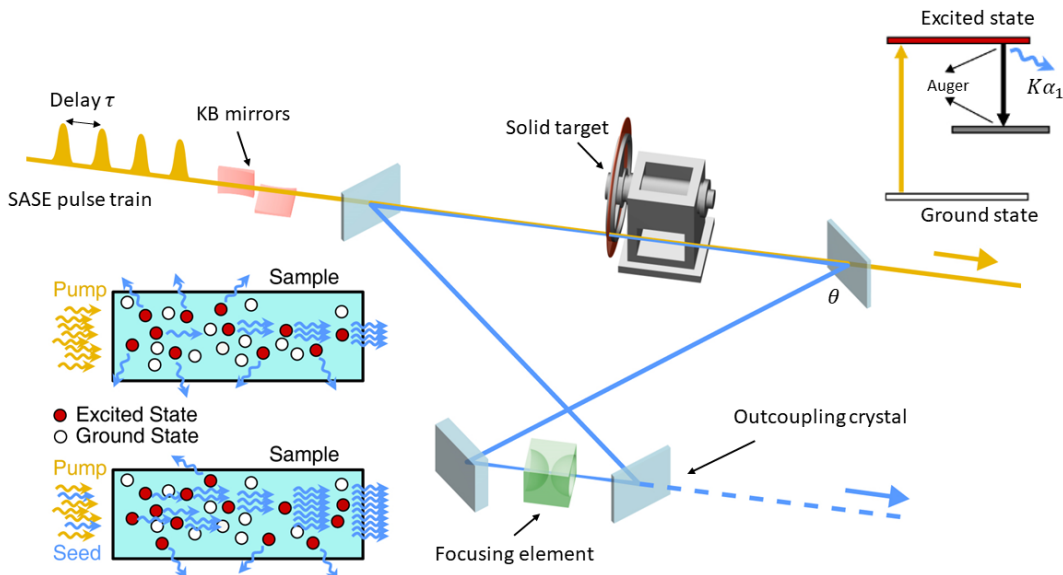 Excited state
Delay τ
KB mirrors
Auger
Kα₁
Solid target
SASE pulse train
Ground state
Pump
Sample
θ
Excited State
Ground State
Outcoupling crystal
Pump
Sample
Seed
Focusing element